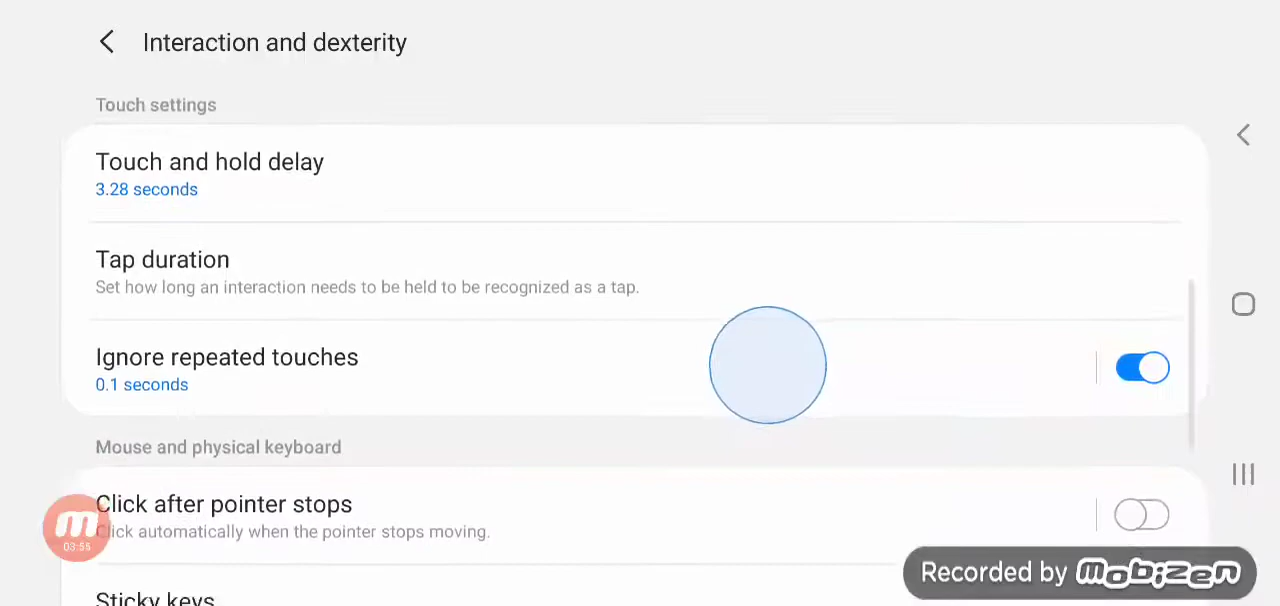 Interaction and dexterity
Touch settings
Touch and hold delay
3.28 seconds
Tap duration
Set how long an interaction needs to be held to be recognized as a tap.
Ignore repeated touches
0.1 seconds
Mouse and physical keyboard
Click after pointer stops
Click automatically when the pointer stops moving.
m
03:55
Recorded by mobizen
Sticky keys